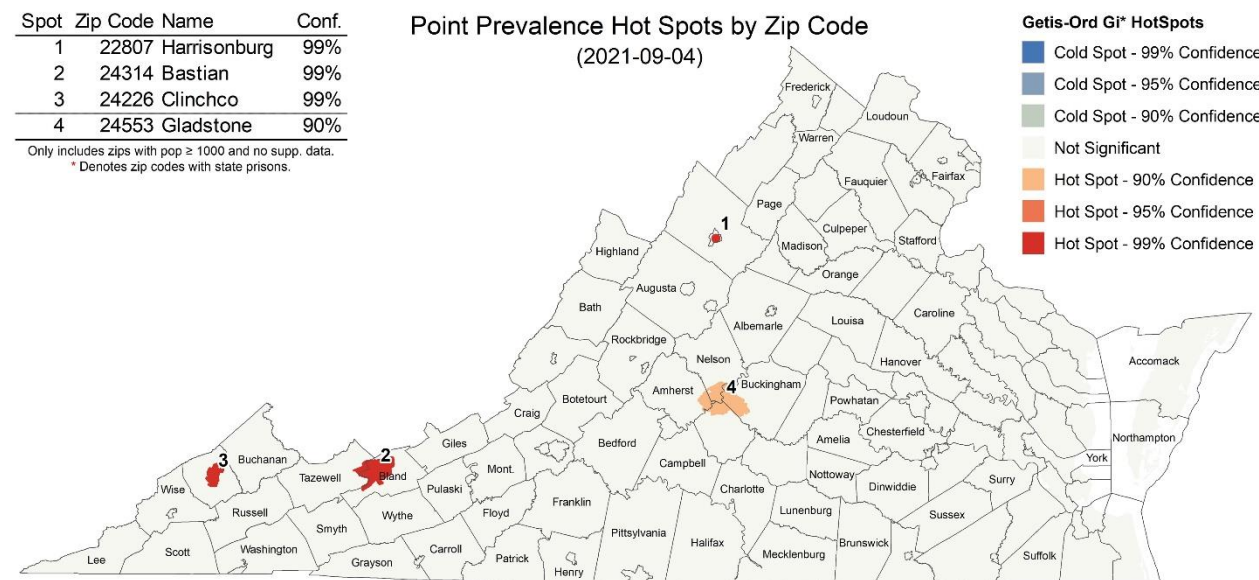 Point Prevalence Hot Spots by Zip Code
(2021-09-04)
Spot Zip Code Name Conf.
1 22807 Harrisonburg 99%
2 24314 Bastian 99%
3 24226 Clinchco 99%
4 24553 Gladstone 90%
Only includes zips with pop ≥ 1000 and no supp. data.
* Denotes zip codes with state prisons.
Getis-Ord Gi* HotSpots
Cold Spot - 99% Confidence
Cold Spot - 95% Confidence
Cold Spot - 90% Confidence
Not Significant
Hot Spot - 90% Confidence
Hot Spot - 95% Confidence
Hot Spot - 99% Confidence
Frederick
Loudoun
Warren
Fairfax
Fauquier
Page
1
Culpeper
Stafford
Madison
Highland
Orange
Augusta
Bath
Caroline
Louisa
Albemarle
Rockbridge
Hanover
Accomack
Nelson
4
Buckingham
Amherst
Botetourt
Powhatan
Craig
Chesterfield
Northampton
Giles
Bedford
Amelia
2
3
Buchanan
York
Campbell
Mont.
Bland
Tazewell
Nottoway
Surry
Wise
Pulaski
Charlotte
Dinwiddie
Franklin
Russell
Wythe
Floyd
Lunenburg
Sussex
Smyth
Pittsylvania
Halifax
Brunswick
Washington
Carroll
Scott
Mecklenburg
Suffolk
Lee
Grayson
Patrick
Henry